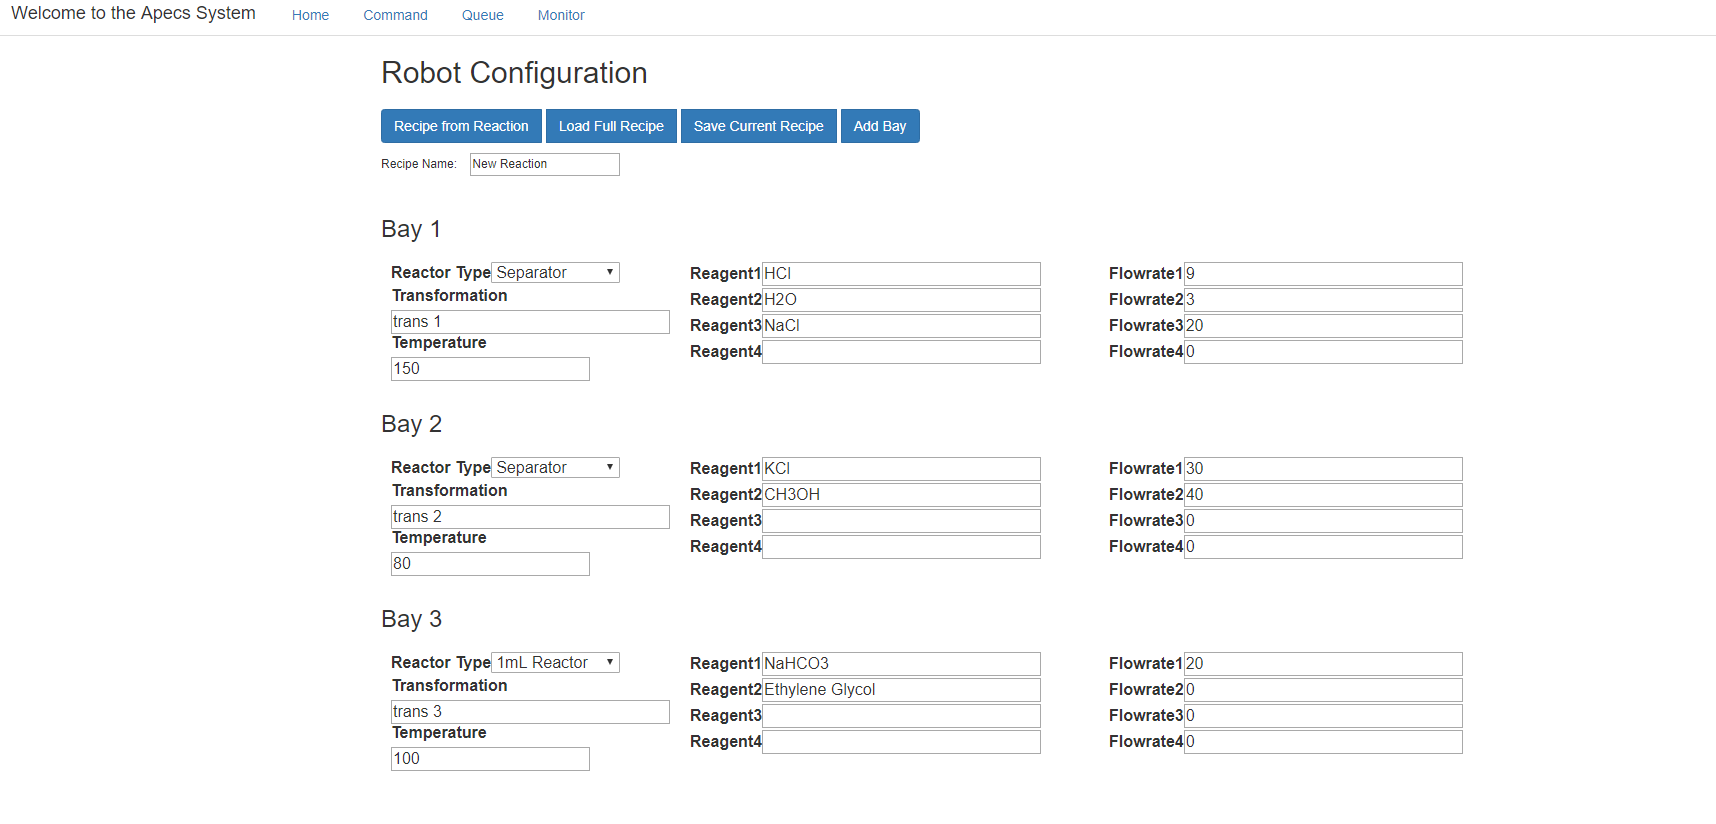 Welcome to the Apecs System Home Command Queue Monitor
Robot Configuration
Recipe from Reaction Load Full Recipe Save Current Recipe Add Bay
Recipe Name: New Reaction
Bay 1
Reactor Type Separator
Transformation
trans 1
Temperature
150
Reagent1 HCl
Reagent2 H2O
Reagent3 NaCl
Reagent4
Flowrate1 9
Flowrate2 3
Flowrate3 20
Flowrate4 0
Bay 2
Reactor Type Separator
Transformation
trans 2
Temperature
80
Reagent1 KCl
Reagent2 CH3OH
Reagent3
Reagent4
Flowrate1 30
Flowrate2 40
Flowrate3 0
Flowrate4 0
Bay 3
Reactor Type 1mL Reactor
Transformation
trans 3
Temperature
100
Reagent1 NaHCO3
Reagent2 Ethylene Glycol
Reagent3
Reagent4
Flowrate1 20
Flowrate2 0
Flowrate3 0
Flowrate4 0